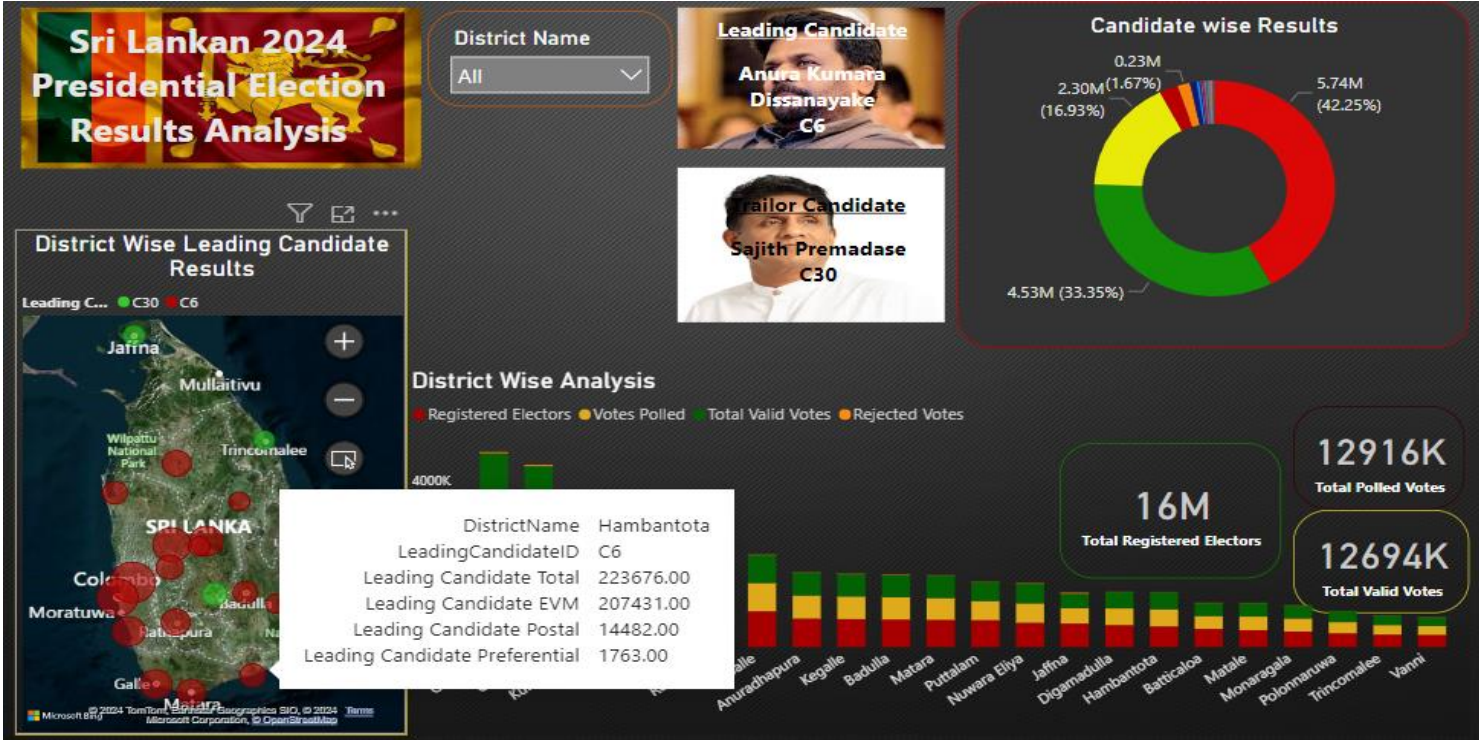 Sri Lankan 2024
Presidential Election
Results Analysis
District Name
All
Leading Candidate
Anura Kumara
Dissanayake
C6
Trailor Candidate
Sajith Premadase
C30
Candidate wise Results
0.23M
(1.67%)
2.30M
(16.93%)
5.74M
(42.25%)
4.53M (33.35%)
District Wise Leading Candidate
Results
Leading C... C30 C6
Jaffna
Mullaitivu
Wilpattu
National
Park
Trincomalee
SRI LANKA
Colombo
Moratuwa
Badulla
Ratnapura
Galle
Matara
Microsoft Bing
© 2024 TomTom, Earthstar Geographics SIO, © 2024
Microsoft Corporation, © OpenStreetMap
Terms
District Wise Analysis
Registered Electors Votes Polled Total Valid Votes Rejected Votes
4000K
DistrictName Hambantota
LeadingCandidateID C6
Leading Candidate Total 223676.00
Leading Candidate EVM 207431.00
Leading Candidate Postal 14482.00
Leading Candidate Preferential 1763.00
Anuradhapura
Kegalle
Badulla
Matara
Puttalam
Nuwara Eliya
Jaffna
Digamadulla
Hambantota
Batticaloa
Matale
Monaragala
Polonnaruwa
Trincomalee
Vanni
16M
Total Registered Electors
12916K
Total Polled Votes
12694K
Total Valid Votes